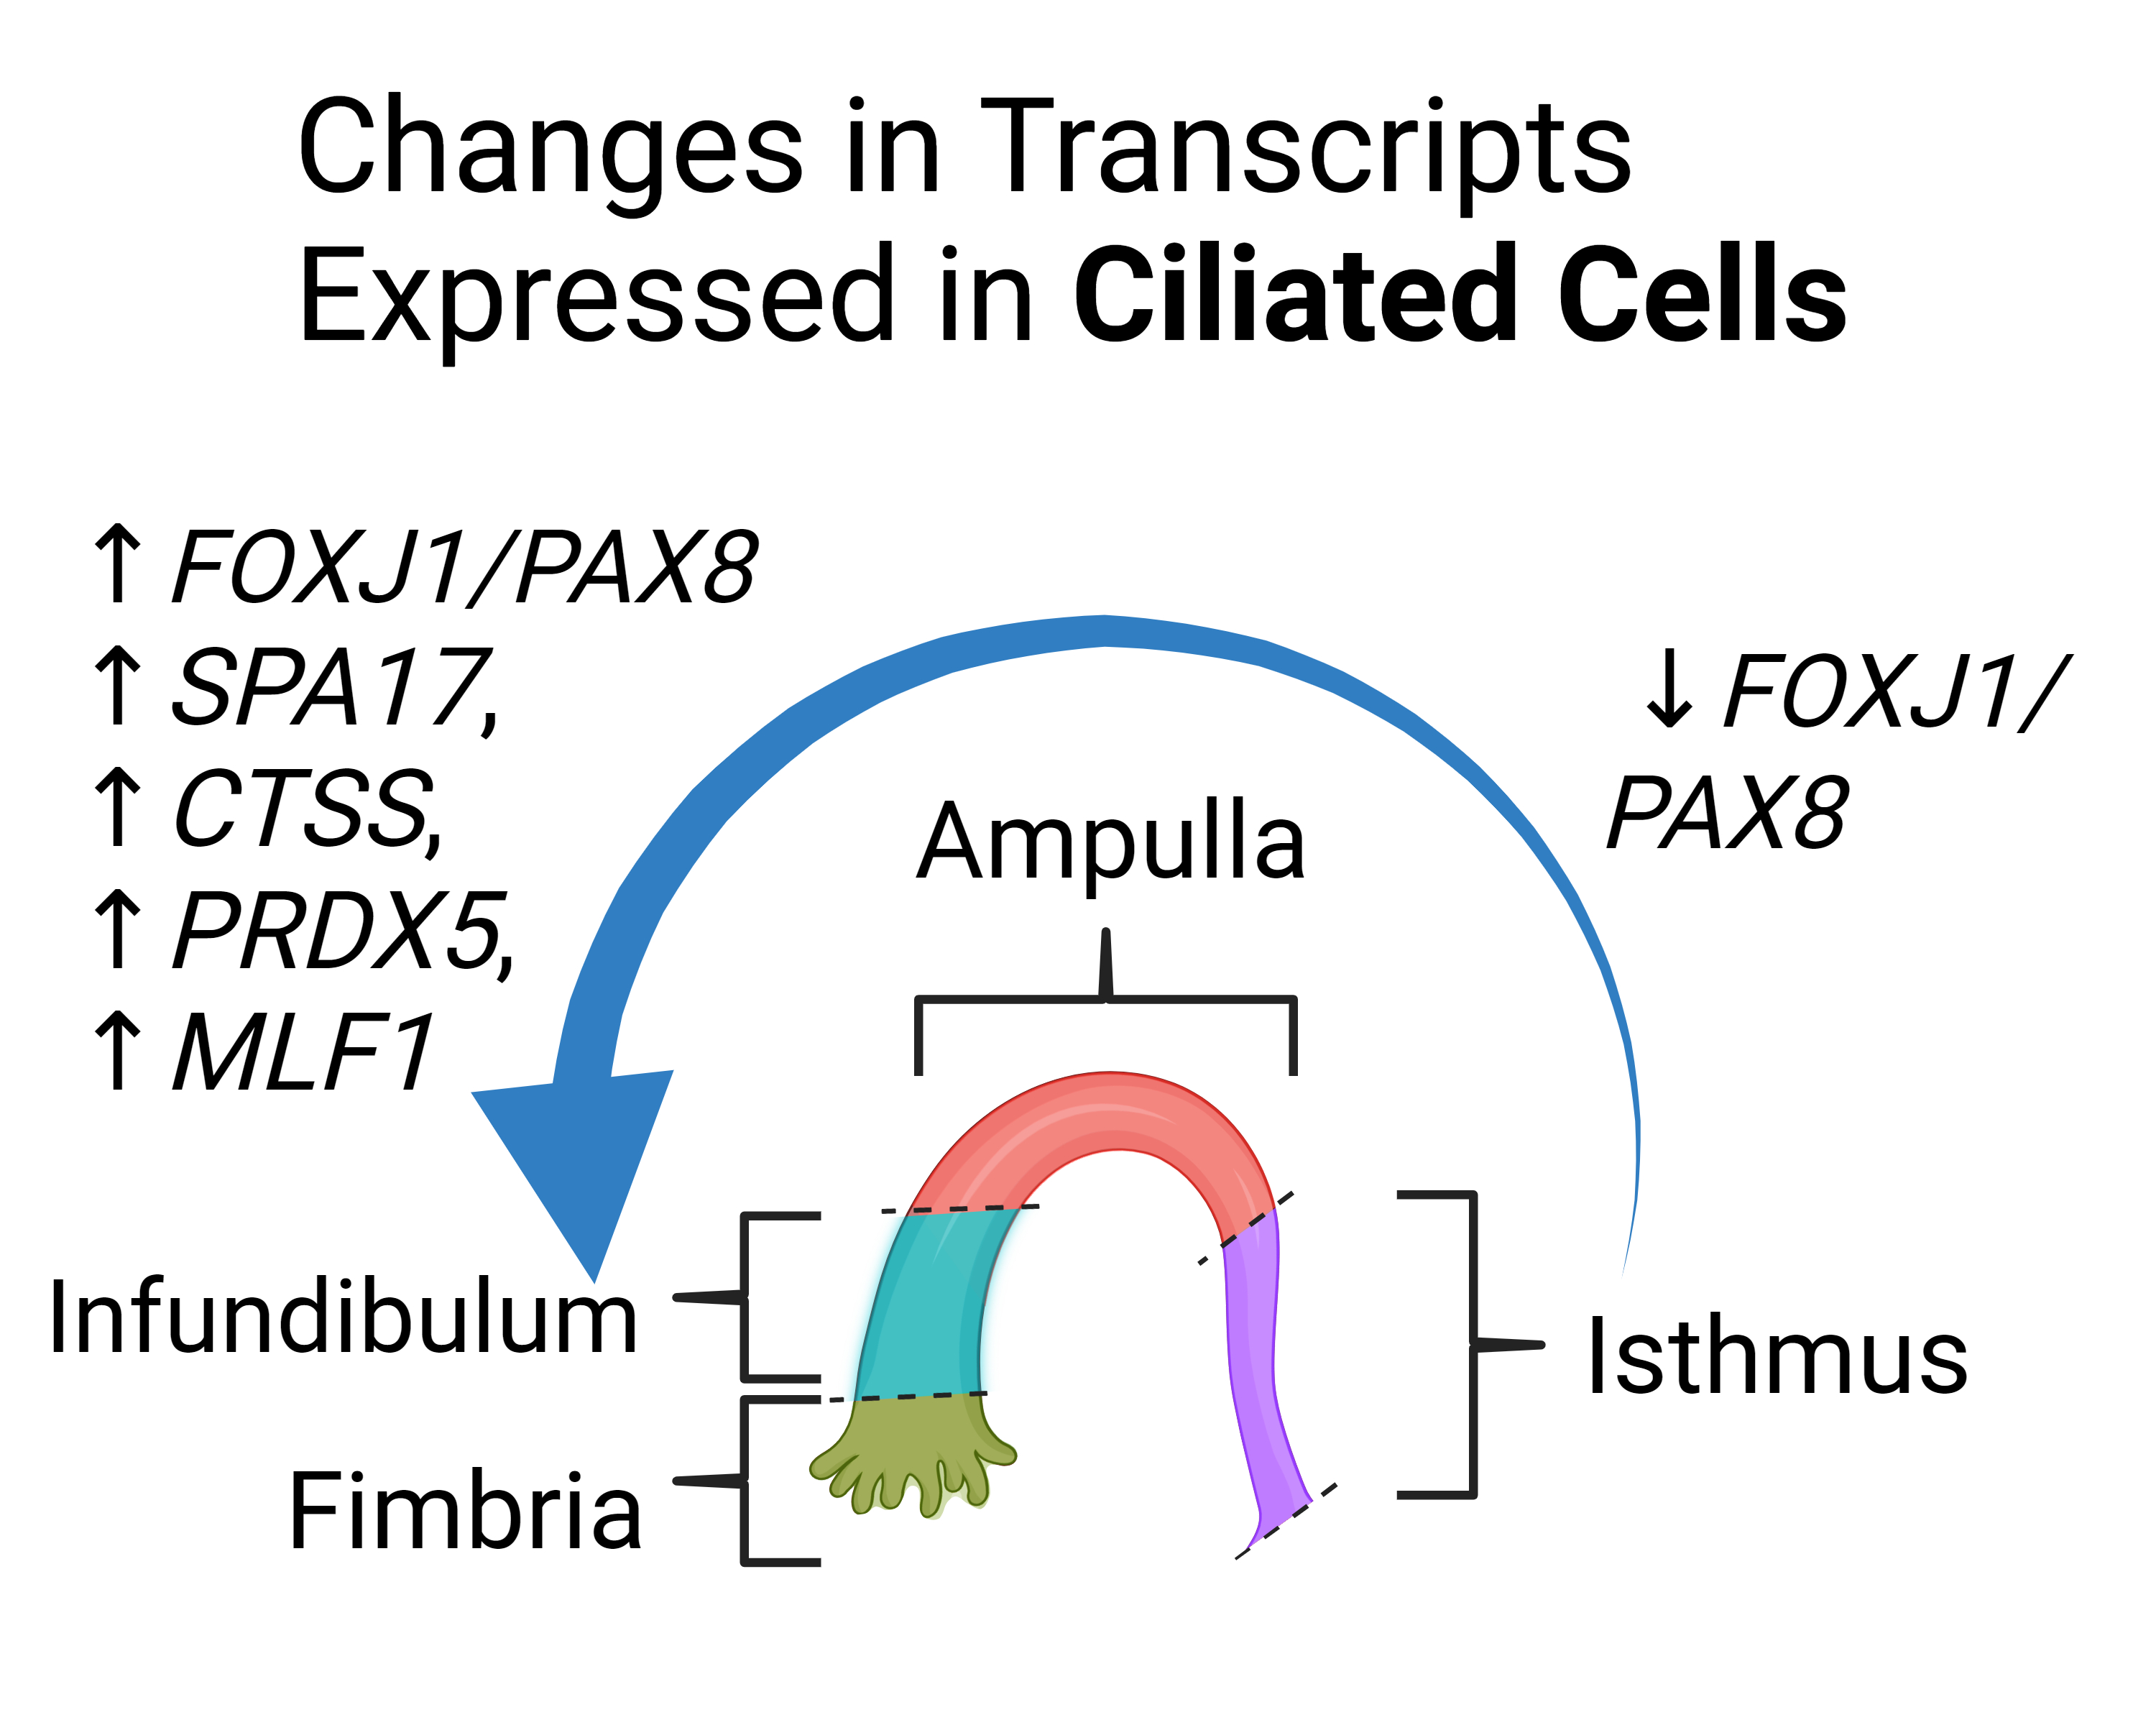 Changes in Transcripts
Expressed in Ciliated Cells
↑ FOXJ1/PAX8
↑ SPA17,
↑ CTSS,
↑ PRDX5,
↑ MLF1
↓ FOXJ1/
PAX8
Ampulla
Infundibulum
Fimbria
Isthmus